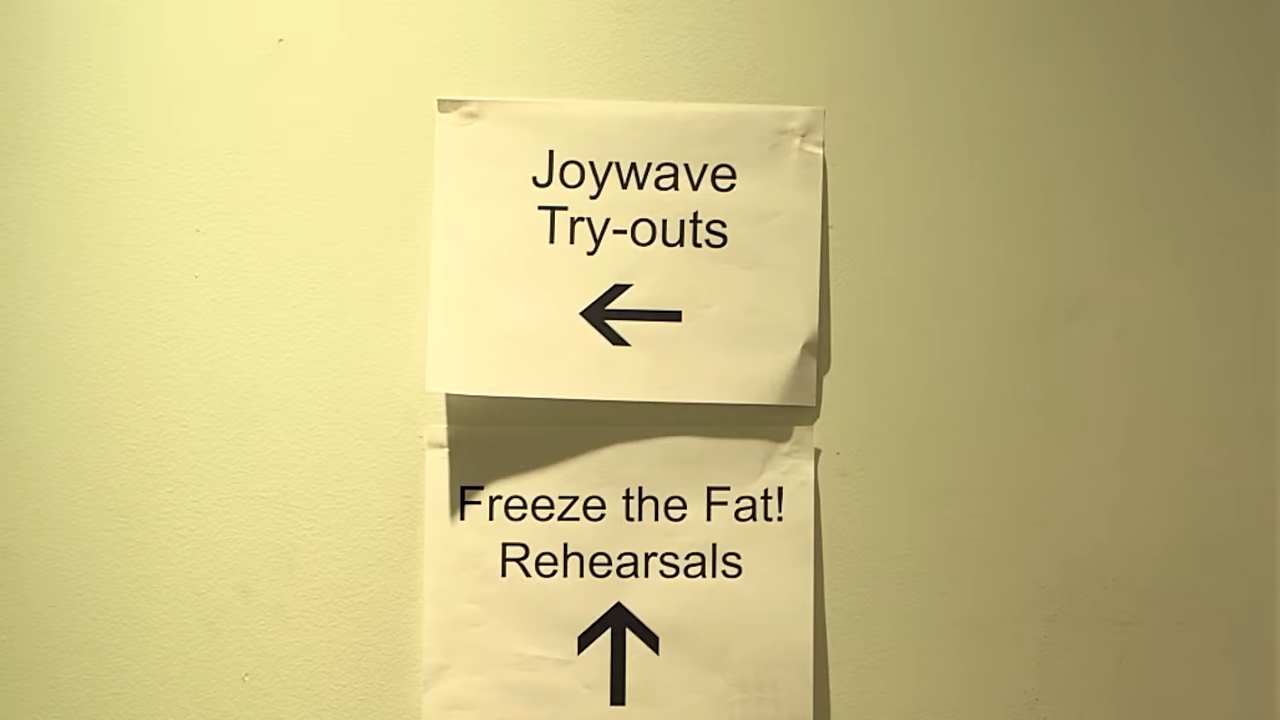 Joywave
Try-outs
←
Freeze the Fat!
Rehearsals
↑